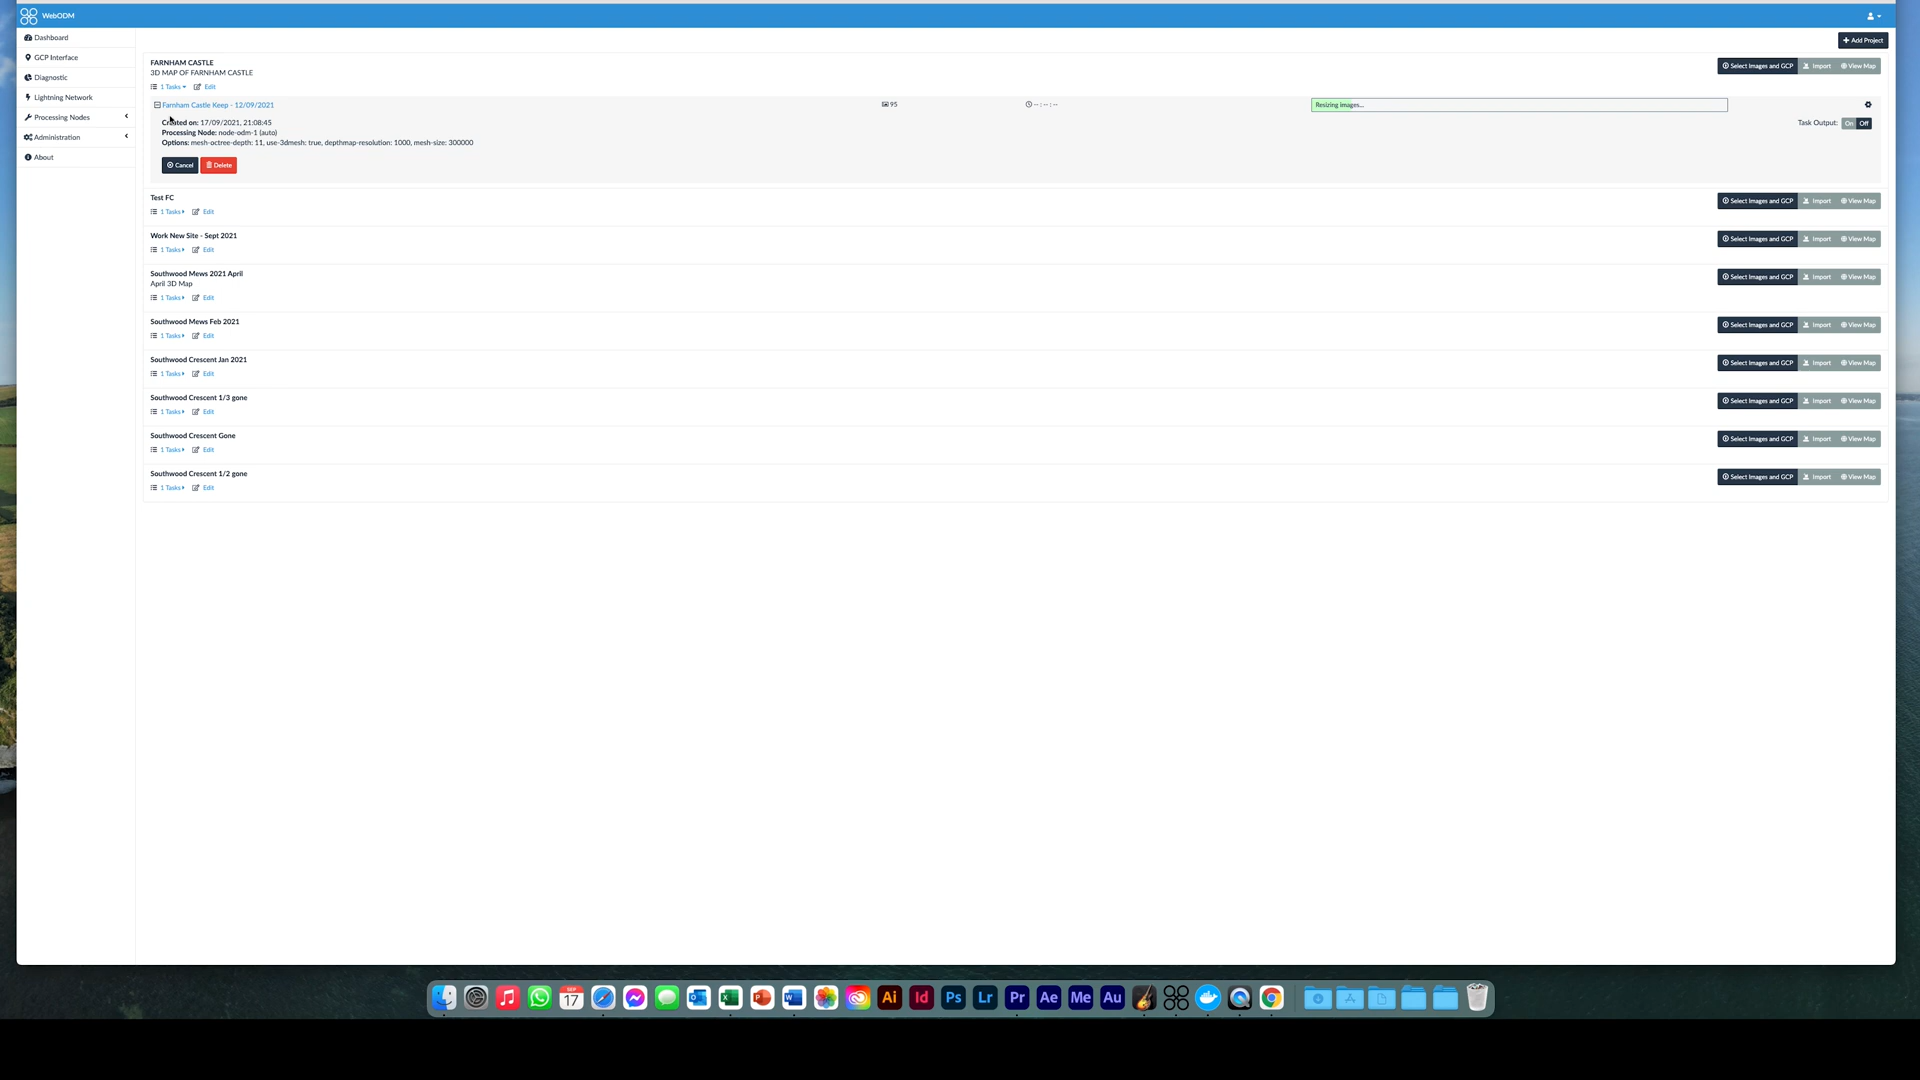 WebODM
Dashboard
GCP Interface
Diagnostic
Lightning Network
Processing Nodes
Administration
About
Add Project
FARNHAM CASTLE
3D MAP OF FARNHAM CASTLE
Select Images and GCP Import View Map
1 Tasks Edit
Farnham Castle Keep - 12/09/2021 95 -- : -- : -- Resizing images...
Created on: 17/09/2021, 21:08:45
Task Output: On Off
Processing Node: node-odm-1 (auto)
Options: mesh-octree-depth: 11, use-3dmesh: true, depthmap-resolution: 1000, mesh-size: 300000
Cancel Delete
Test FC
Select Images and GCP Import View Map
1 Tasks Edit
Work New Site - Sept 2021
Select Images and GCP Import View Map
1 Tasks Edit
Southwood Mews 2021 April
Select Images and GCP Import View Map
April 3D Map
1 Tasks Edit
Southwood Mews Feb 2021
Select Images and GCP Import View Map
1 Tasks Edit
Southwood Crescent Jan 2021
Select Images and GCP Import View Map
1 Tasks Edit
Southwood Crescent 1/3 gone
Select Images and GCP Import View Map
1 Tasks Edit
Southwood Crescent Gone
Select Images and GCP Import View Map
1 Tasks Edit
Southwood Crescent 1/2 gone
Select Images and GCP Import View Map
1 Tasks Edit
SEP
17
Ai Id Ps Lr Pr Ae Me Au